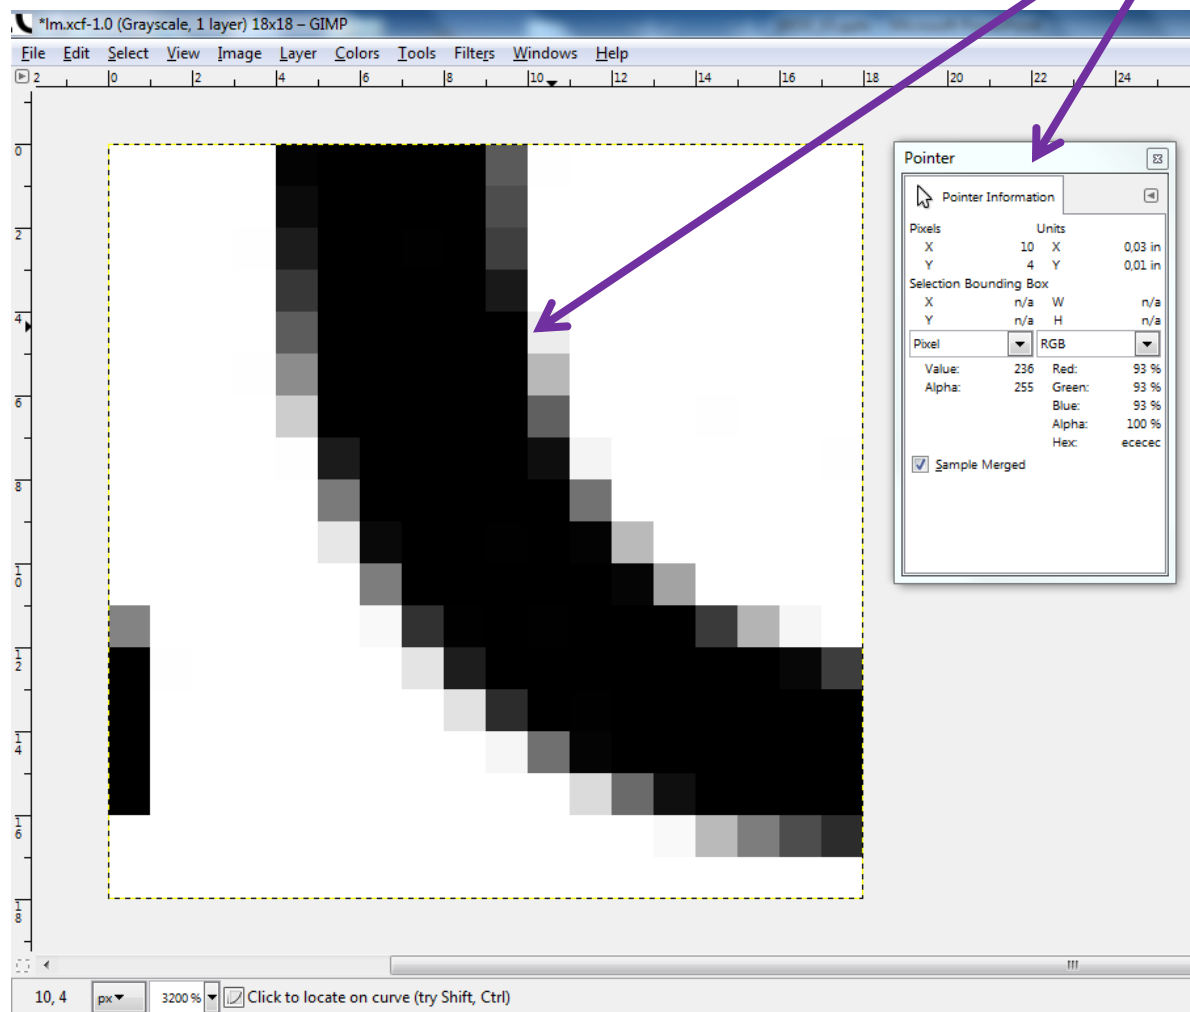 *lm.xcf-1.0 (Grayscale, 1 layer) 18x18 – GIMP
File Edit Select View Image Layer Colors Tools Filters Windows Help
2 0 2 4 6 8 10 12 14 16 18 20 22 24
0
2
4
6
8
10
12
14
16
18
Pointer
Pointer Information
Pixels Units
X 10 X 0,03 in
Y 4 Y 0,01 in
Selection Bounding Box
X n/a W n/a
Y n/a H n/a
Pixel RGB
Value: 236 Red: 93 %
Alpha: 255 Green: 93 %
Blue: 93 %
Alpha: 100 %
Hex: ececec
Sample Merged
10, 4 px 3200 % Click to locate on curve (try Shift, Ctrl)